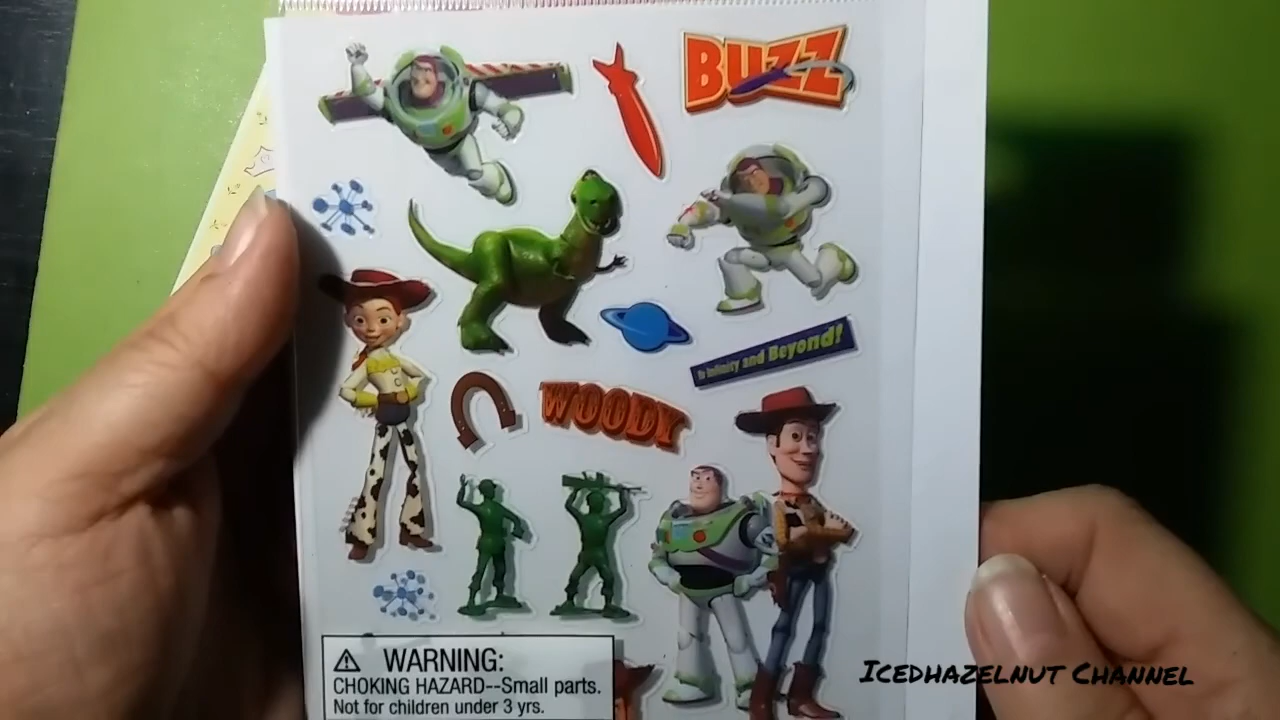 BUZZ
To Infinity and Beyond!
WOODY
WARNING:
CHOKING HAZARD--Small parts.
Not for children under 3 yrs.
Icedhazelnut Channel